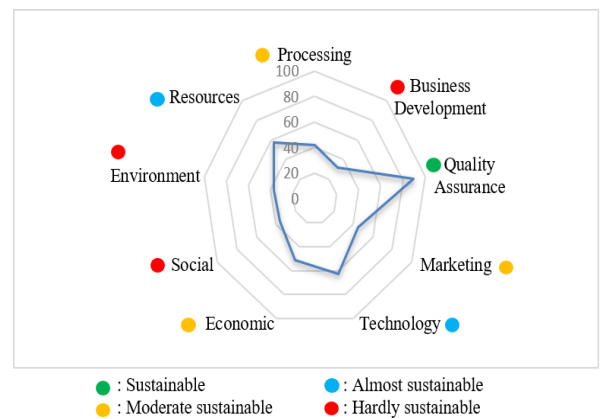 Processing
100
80
60
40
20
0
Business
Development
Quality
Assurance
Marketing
Technology
Economic
Social
Environment
Resources
: Sustainable
: Almost sustainable
: Moderate sustainable
: Hardly sustainable